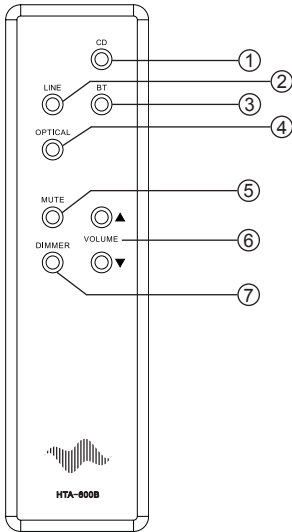 CD
①
②
LINE BT
③
OPTICAL
④
MUTE
⑤
▲
VOLUME
⑥
DIMMER
▼
⑦
HTA-600B